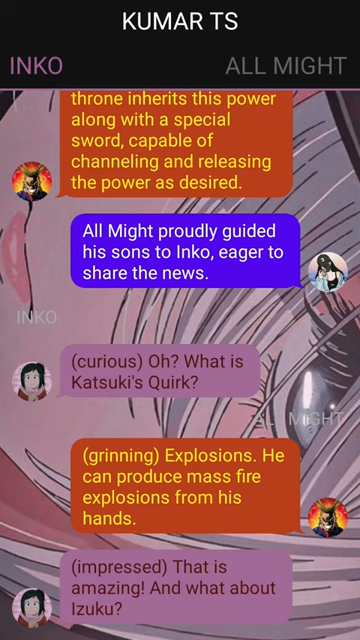 KUMAR TS
INKO
ALL MIGHT
throne inherits this power
along with a special
sword, capable of
channeling and releasing
the power as desired.
All Might proudly guided
his sons to Inko, eager to
share the news.
INKO
(curious) Oh? What is
Katsuki's Quirk?
ALL MIGHT
(grinning) Explosions. He
can produce mass fire
explosions from his
hands.
(impressed) That is
amazing! And what about
Izuku?